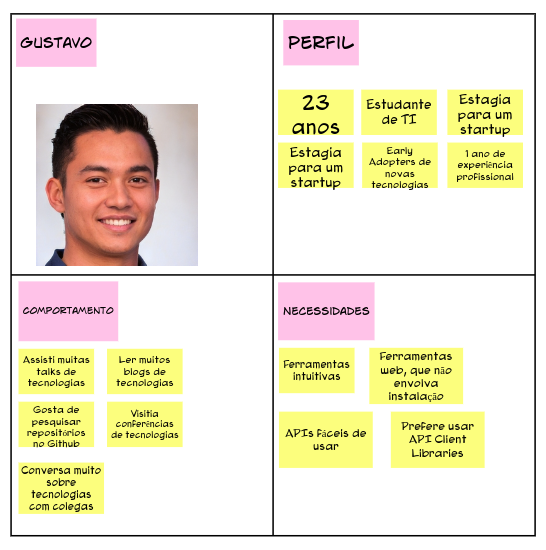 GUSTAVO
PERFIL
23
anos
Estudante
de TI
Estagia
para um
startup
Estagia
para um
startup
Early
Adopters de
novas
tecnologias
1 ano de
experiência
profissional
COMPORTAMENTO
Assisti muitas
talks de
tecnologias
Ler muitos
blogs de
tecnologias
Gosta de
pesquisar
repositórios
no Github
Visitia
conferências
de tecnologias
Conversa muito
sobre
tecnologias
com colegas
NECESSIDADES
Ferramentas
intuitivas
Ferramentas
web, que não
envolva
instalação
APIs fáceis de
usar
Prefere usar
API Client
Libraries